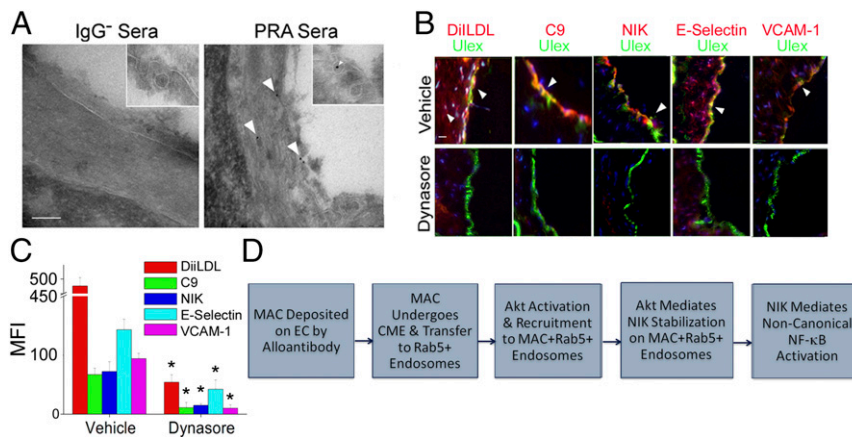 A
IgG⁻ Sera
PRA Sera
B
DiILDL
Ulex
C9
Ulex
NIK
Ulex
E-Selectin
Ulex
VCAM-1
Ulex
Vehicle
Dynasore
C
500
450
100
0
MFI
DiiLDL
C9
NIK
E-Selectin
VCAM-1
* * * * *
Vehicle
Dynasore
D
MAC Deposited
on EC by
Alloantibody
MAC
Undergoes
CME & Transfer
to Rab5+
Endosomes
Akt Activation
& Recruitment
to MAC+Rab5+
Endosomes
Akt Mediates
NIK Stabilization
on MAC+Rab5+
Endosomes
NIK Mediates
Non-Canonical
NF-κB
Activation